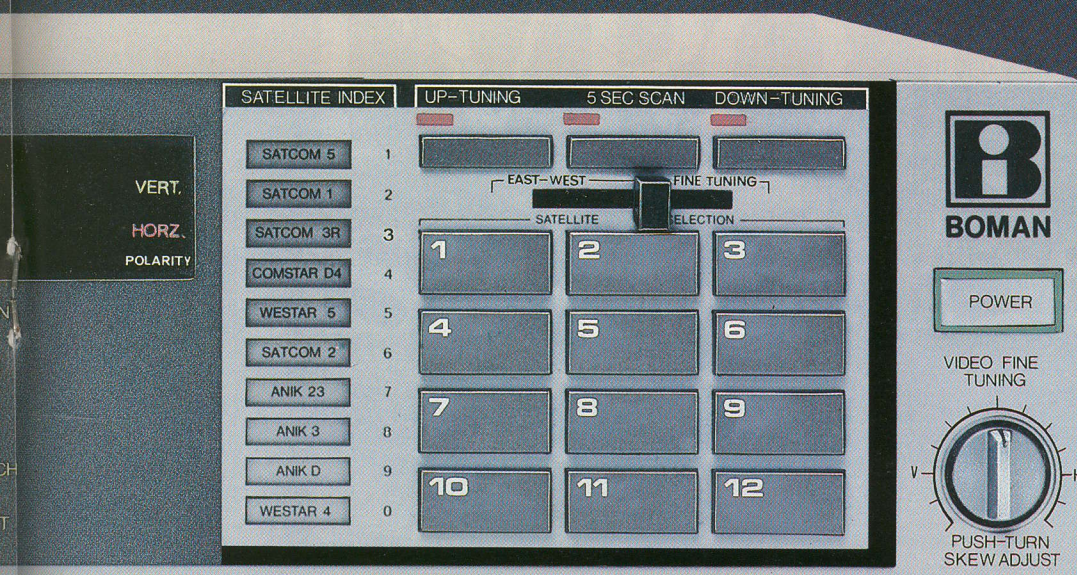 SATELLITE INDEX
UP-TUNING 5 SEC SCAN DOWN-TUNING
VERT.
HORZ.
POLARITY
SATCOM 5 1
SATCOM 1 2
SATCOM 3R 3
COMSTAR D4 4
WESTAR 5 5
SATCOM 2 6
ANIK 23 7
ANIK 3 8
ANIK D 9
WESTAR 4 0
EAST-WEST FINE TUNING
SATELLITE SELECTION
1 2 3
4 5 6
7 8 9
10 11 12
BOMAN
POWER
VIDEO FINE
TUNING
V H
PUSH-TURN
SKEW ADJUST